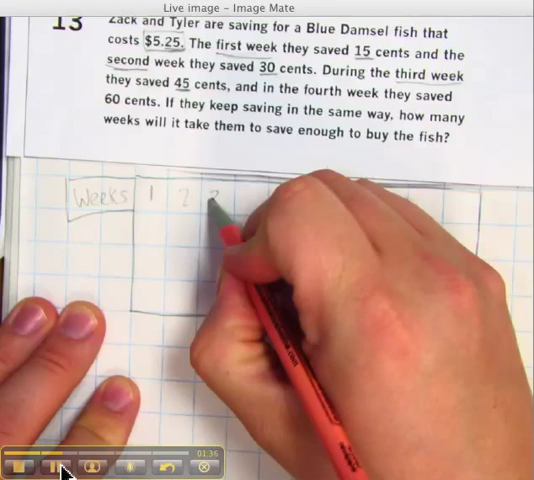 Live image - Image Mate
13
Zack and Tyler are saving for a Blue Damsel fish that
costs $5.25. The first week they saved 15 cents and the
second week they saved 30 cents. During the third week
they saved 45 cents, and in the fourth week they saved
60 cents. If they keep saving in the same way, how many
weeks will it take them to save enough to buy the fish?
Weeks 1 2
01:36